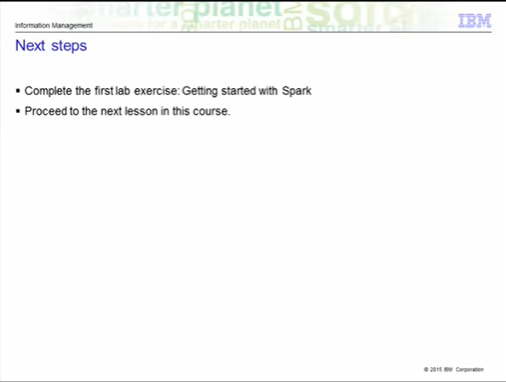 Information Management
IBM
Next steps
▪ Complete the first lab exercise: Getting started with Spark
▪ Proceed to the next lesson in this course.
© 2015 IBM Corporation